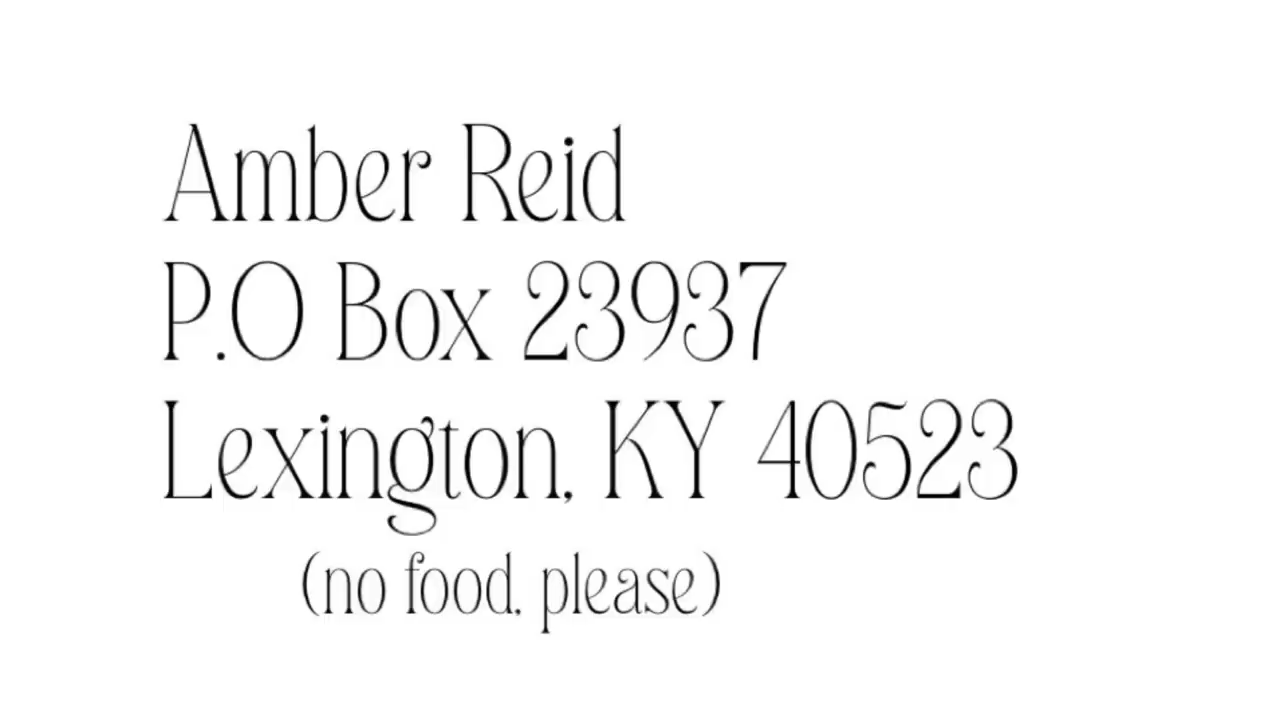 Amber Reid
P.O Box 23937
Lexington, KY 40523
(no food, please)